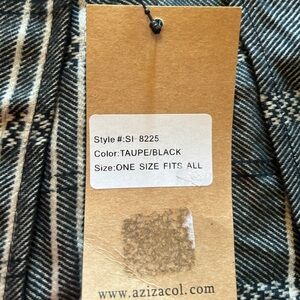 Style #:SI 8225
Color:TAUPE/BLACK
Size:ONE SIZE FITS ALL
www.azizacol.com